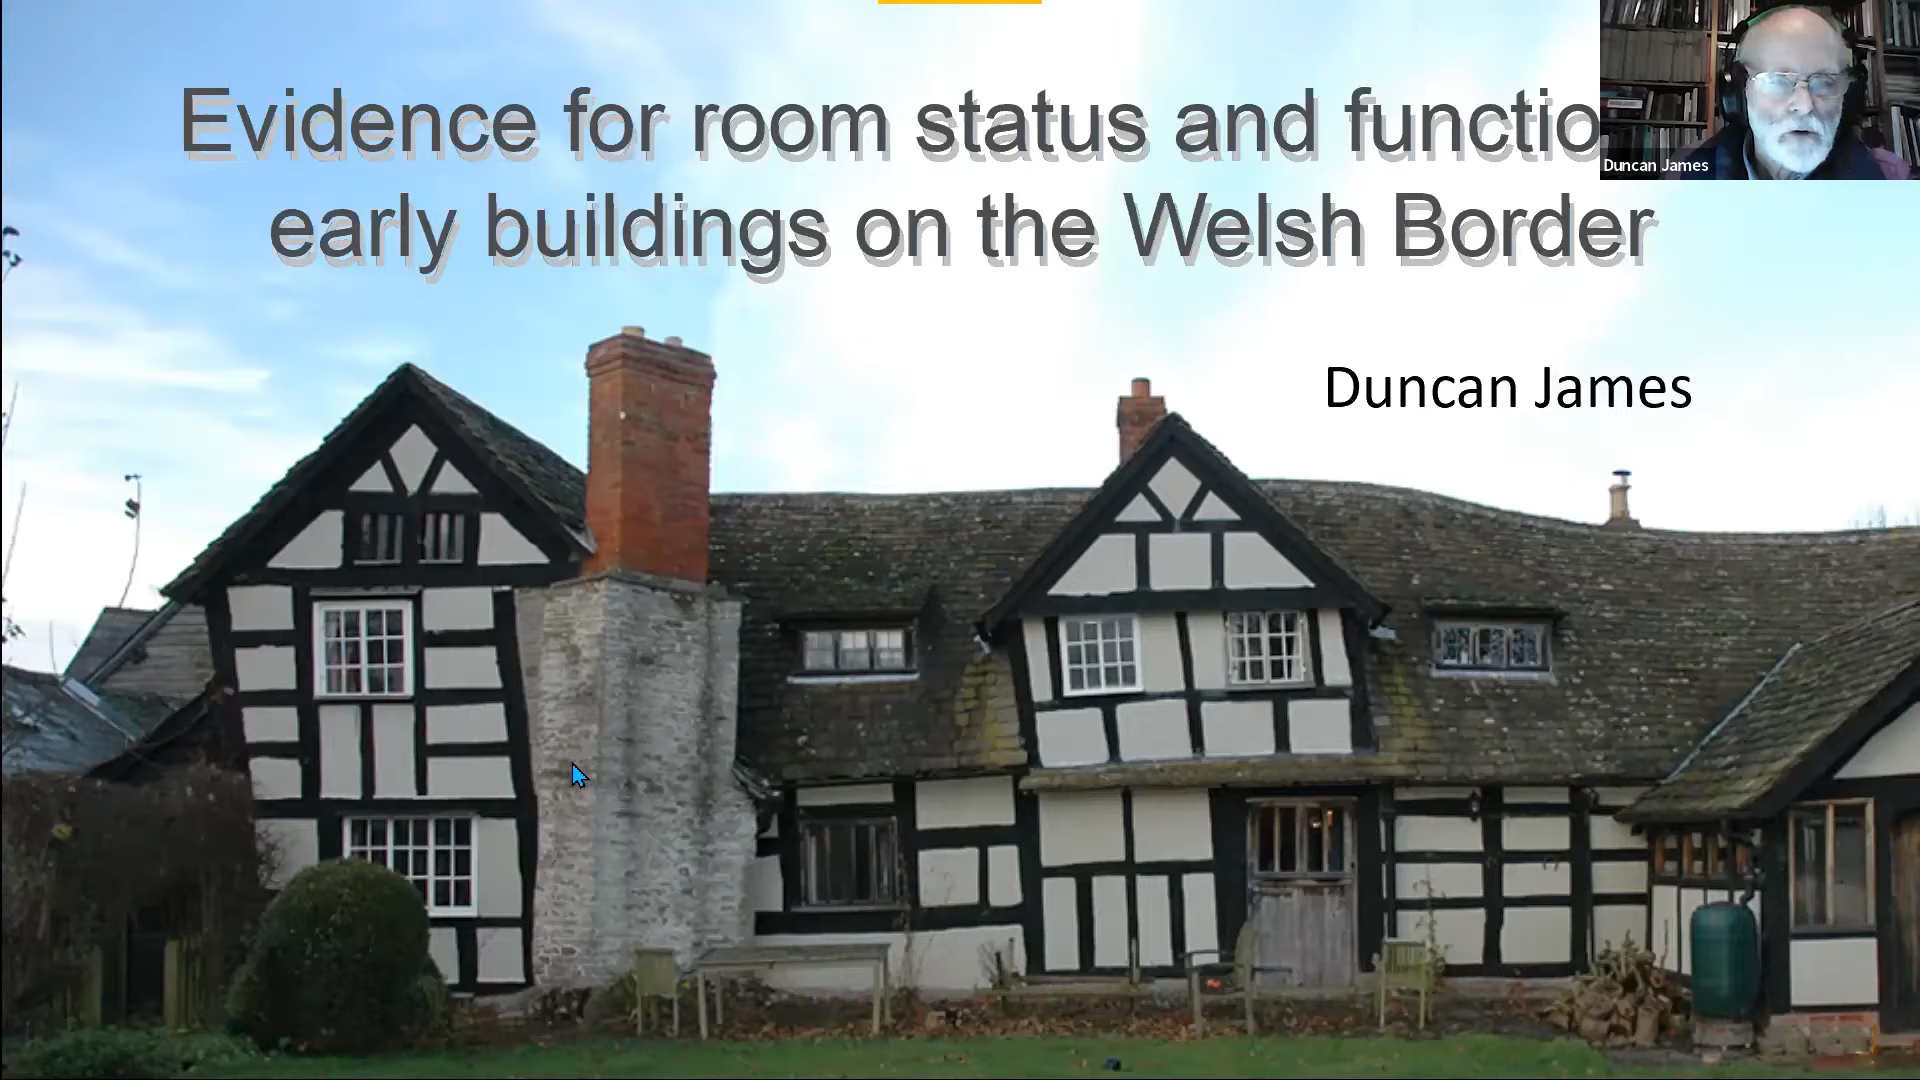 Evidence for room status and functio
early buildings on the Welsh Border
Duncan James
Duncan James